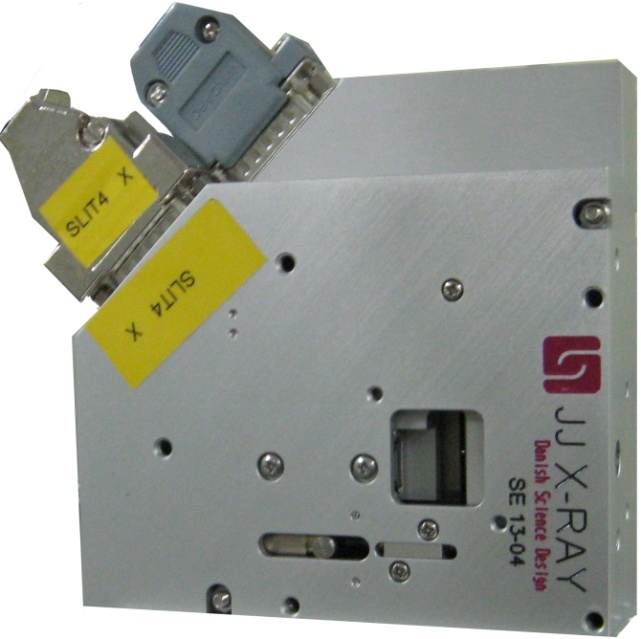 SLIT4 X
SLIT4 X
JJ X-RAY
Danish Science Design
SE 13-04